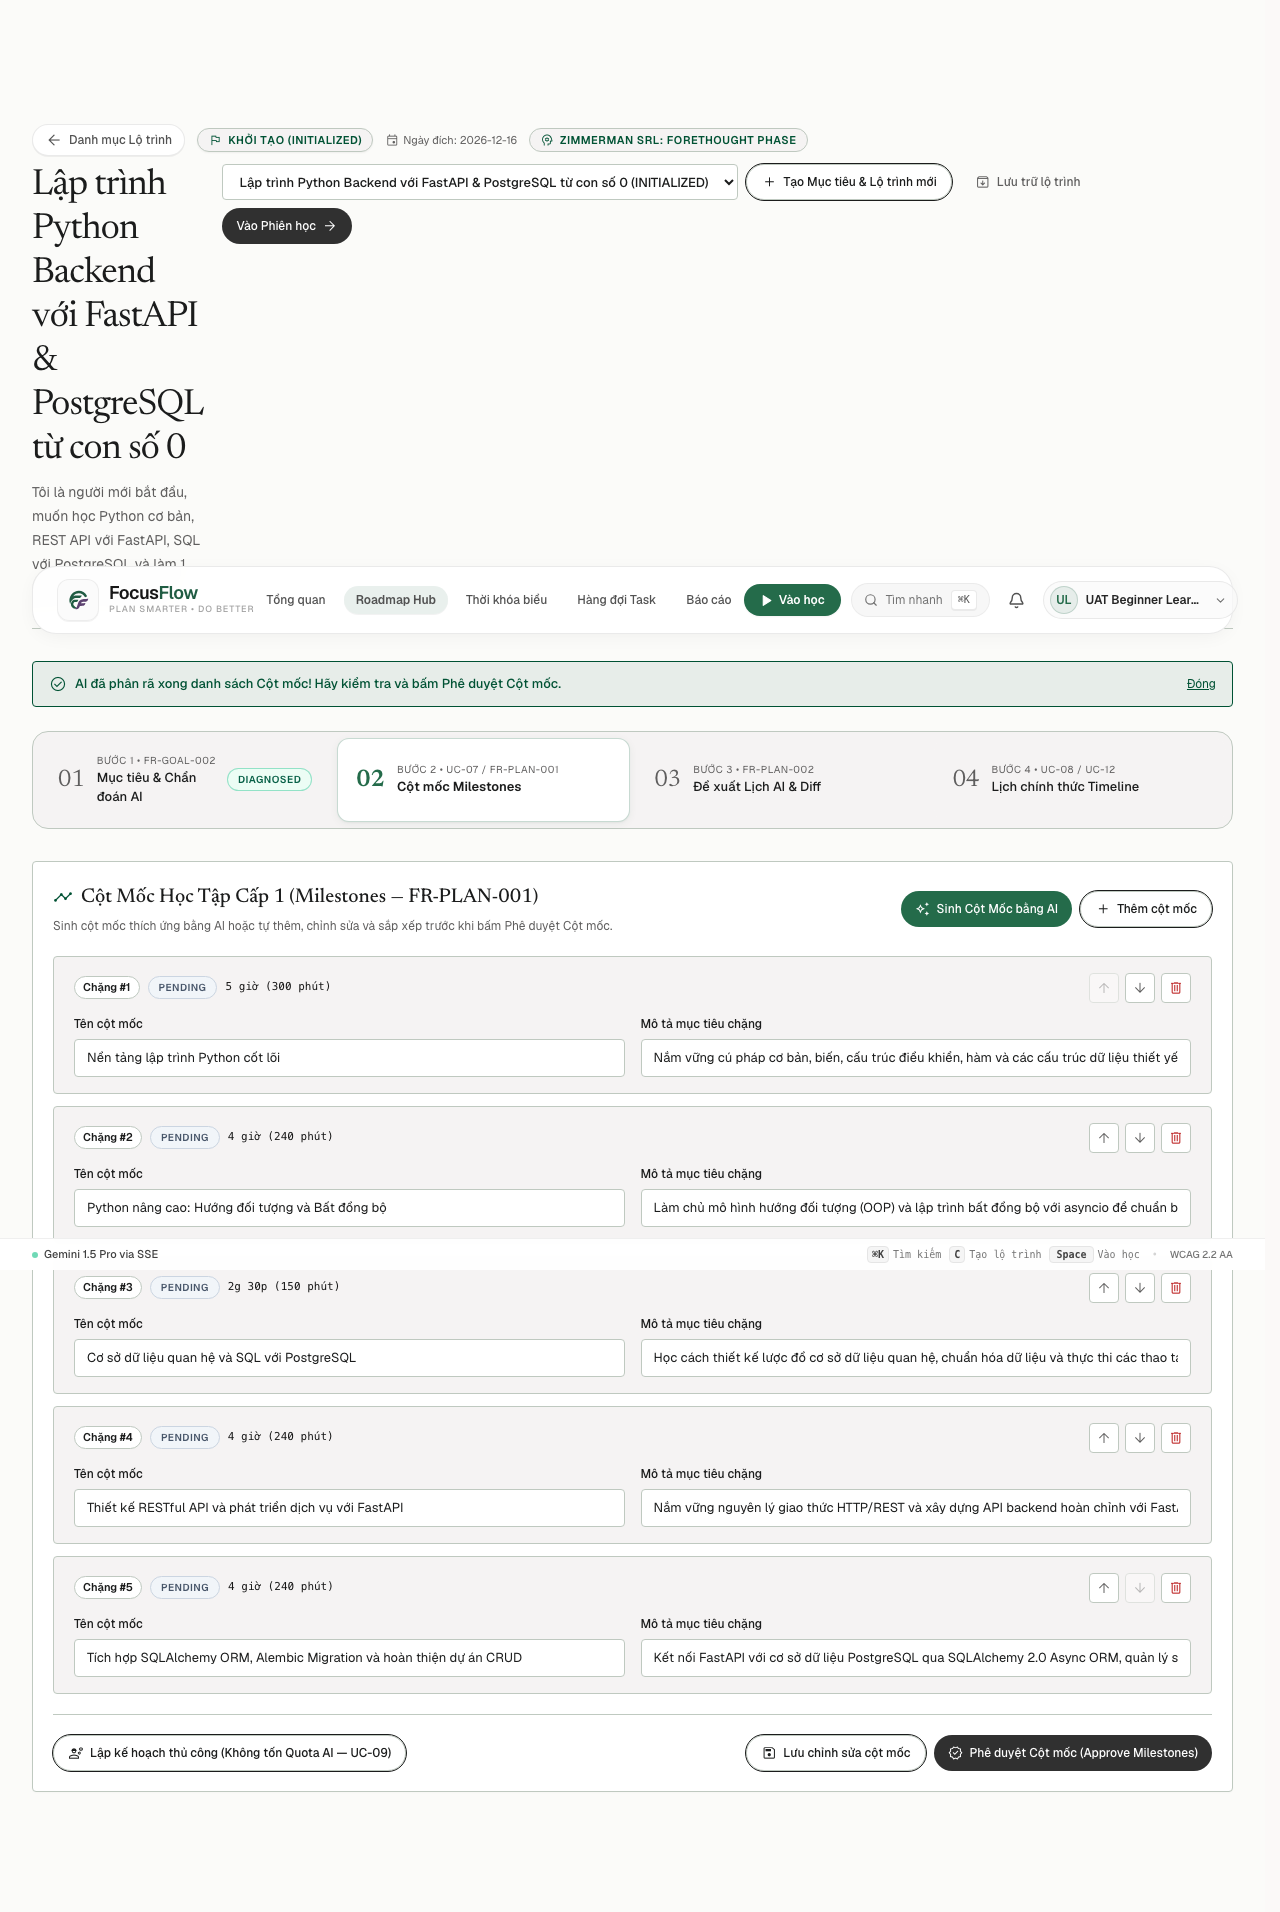 Danh mục Lộ trình
KHỞI TẠO (INITIALIZED)
Ngày đích: 2026-12-16
ZIMMERMAN SRL: FORETHOUGHT PHASE
Lập trình
Python
Backend
với FastAPI
&
PostgreSQL
từ con số 0
Lập trình Python Backend với FastAPI & PostgreSQL từ con số 0 (INITIALIZED)
Tạo Mục tiêu & Lộ trình mới
Lưu trữ lộ trình
Vào Phiên học
Tôi là người mới bắt đầu,
muốn học Python cơ bản,
REST API với FastAPI, SQL
với PostgreSQL và làm 1
FocusFlow
PLAN SMARTER • DO BETTER
Tổng quan
Roadmap Hub
Thời khóa biểu
Hàng đợi Task
Báo cáo
Vào học
Tìm nhanh
⌘K
UL
UAT Beginner Lear...
AI đã phân rã xong danh sách Cột mốc! Hãy kiểm tra và bấm Phê duyệt Cột mốc.
Đóng
01
BƯỚC 1 • FR-GOAL-002
Mục tiêu & Chẩn
đoán AI
DIAGNOSED
02
BƯỚC 2 • UC-07 / FR-PLAN-001
Cột mốc Milestones
03
BƯỚC 3 • FR-PLAN-002
Đề xuất Lịch AI & Diff
04
BƯỚC 4 • UC-08 / UC-12
Lịch chính thức Timeline
Cột Mốc Học Tập Cấp 1 (Milestones — FR-PLAN-001)
Sinh cột mốc thích ứng bằng AI hoặc tự thêm, chỉnh sửa và sắp xếp trước khi bấm Phê duyệt Cột mốc.
Sinh Cột Mốc bằng AI
Thêm cột mốc
Chặng #1
PENDING
5 giờ (300 phút)
Tên cột mốc
Mô tả mục tiêu chặng
Nền tảng lập trình Python cốt lõi
Nắm vững cú pháp cơ bản, biến, cấu trúc điều khiển, hàm và các cấu trúc dữ liệu thiết yế
Chặng #2
PENDING
4 giờ (240 phút)
Tên cột mốc
Mô tả mục tiêu chặng
Python nâng cao: Hướng đối tượng và Bất đồng bộ
Làm chủ mô hình hướng đối tượng (OOP) và lập trình bất đồng bộ với asyncio để chuẩn b
Gemini 1.5 Pro via SSE
⌘K Tìm kiếm
C Tạo lộ trình
Space Vào học
•
WCAG 2.2 AA
Chặng #3
PENDING
2g 30p (150 phút)
Tên cột mốc
Mô tả mục tiêu chặng
Cơ sở dữ liệu quan hệ và SQL với PostgreSQL
Học cách thiết kế lược đồ cơ sở dữ liệu quan hệ, chuẩn hóa dữ liệu và thực thi các thao tá
Chặng #4
PENDING
4 giờ (240 phút)
Tên cột mốc
Mô tả mục tiêu chặng
Thiết kế RESTful API và phát triển dịch vụ với FastAPI
Nắm vững nguyên lý giao thức HTTP/REST và xây dựng API backend hoàn chỉnh với FastA
Chặng #5
PENDING
4 giờ (240 phút)
Tên cột mốc
Mô tả mục tiêu chặng
Tích hợp SQLAlchemy ORM, Alembic Migration và hoàn thiện dự án CRUD
Kết nối FastAPI với cơ sở dữ liệu PostgreSQL qua SQLAlchemy 2.0 Async ORM, quản lý s
Lập kế hoạch thủ công (Không tốn Quota AI — UC-09)
Lưu chỉnh sửa cột mốc
Phê duyệt Cột mốc (Approve Milestones)